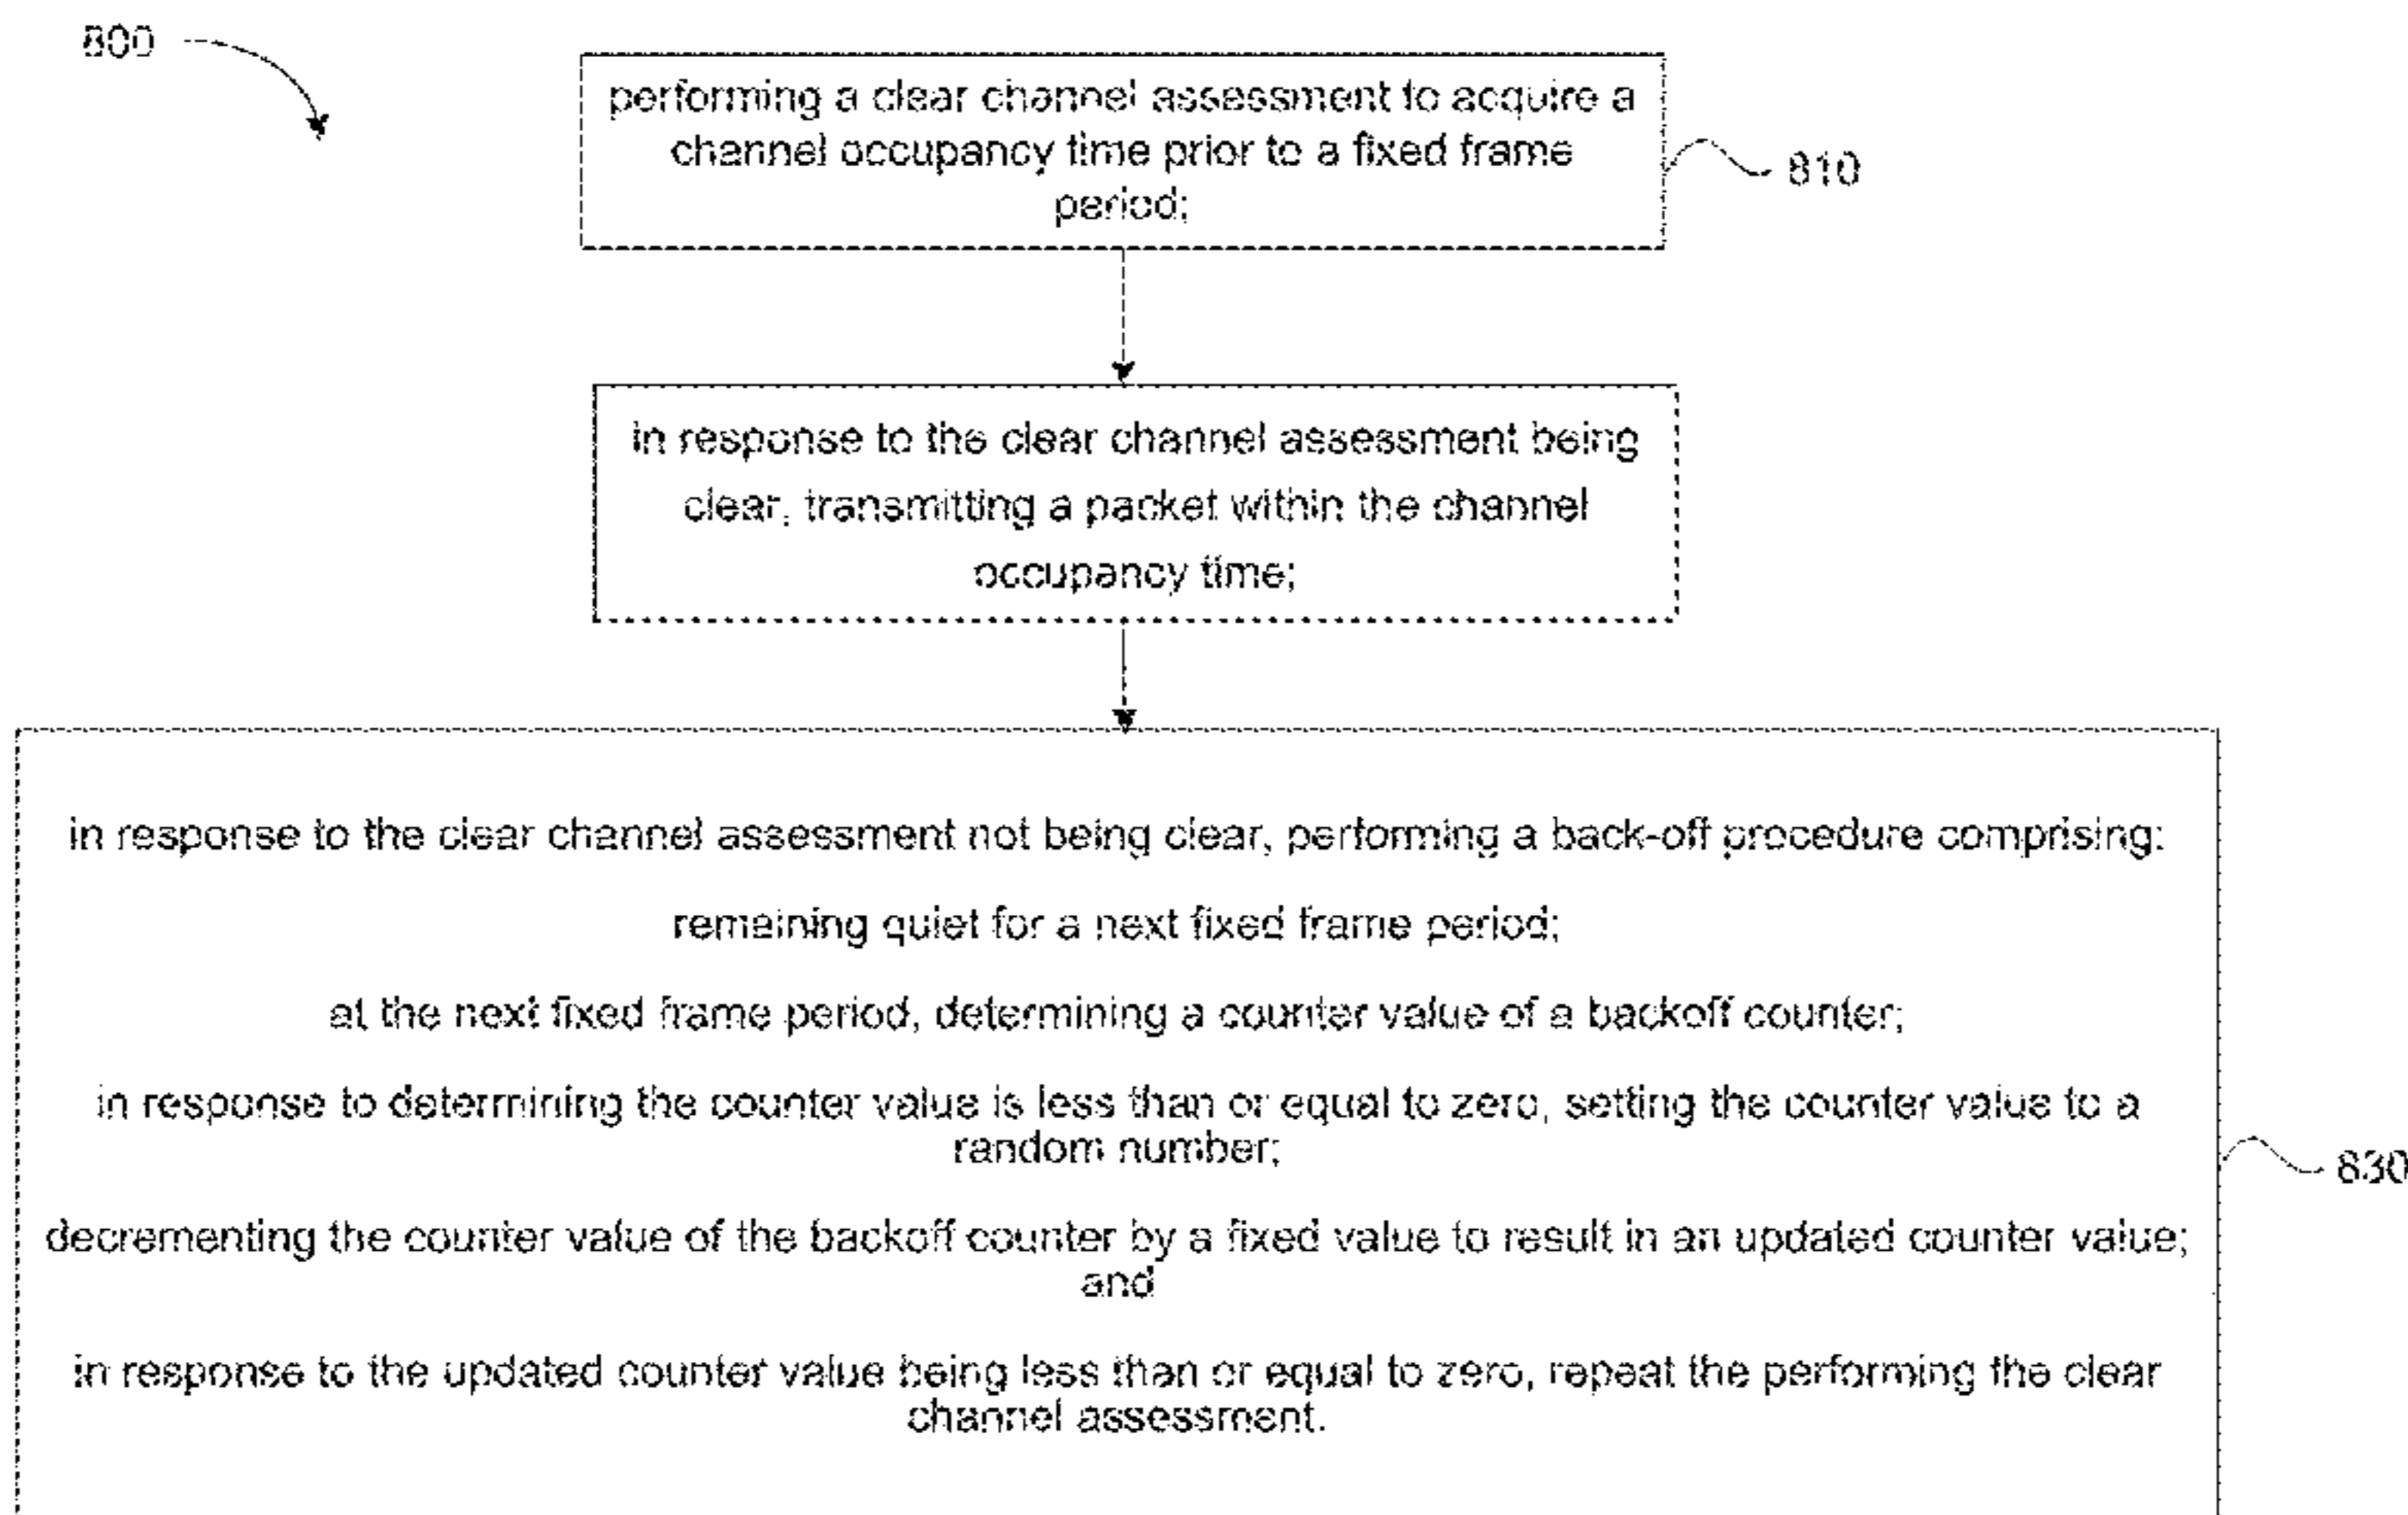 800
performing a clear channel assessment to acquire a
channel occupancy time prior to a fixed frame
period;
810
in response to the clear channel assessment being
clear, transmitting a packet within the channel
occupancy time;
in response to the clear channel assessment not being clear, performing a back-off procedure comprising:
remaining quiet for a next fixed frame period;
at the next fixed frame period, determining a counter value of a backoff counter;
in response to determining the counter value is less than or equal to zero, setting the counter value to a
random number;
830
decrementing the counter value of the backoff counter by a fixed value to result in an updated counter value;
and
in response to the updated counter value being less than or equal to zero, repeat the performing the clear
channel assessment.